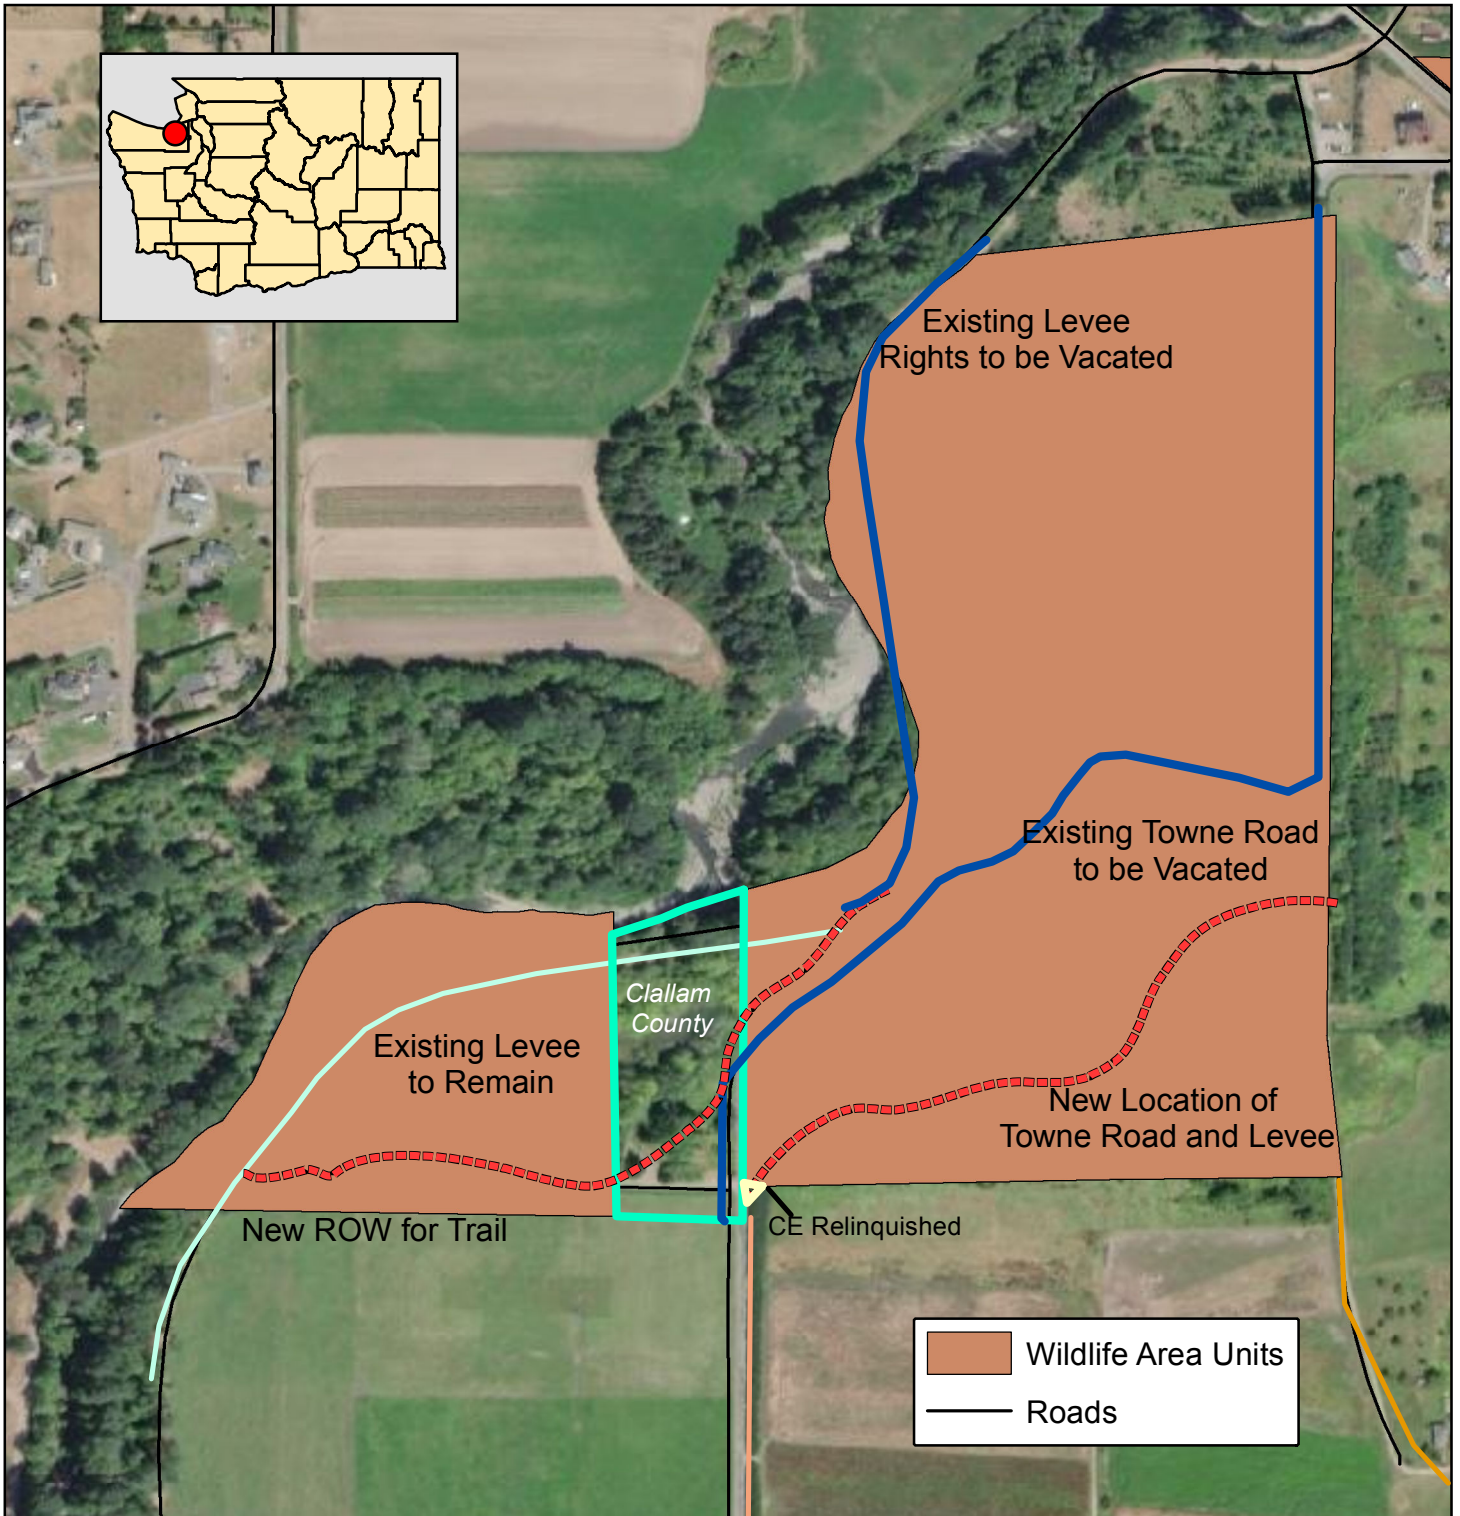 Existing Levee
Rights to be Vacated
Existing Towne Road
to be Vacated
Clallam
County
Existing Levee
to Remain
New Location of
Towne Road and Levee
New ROW for Trail
CE Relinquished
Wildlife Area Units
Roads